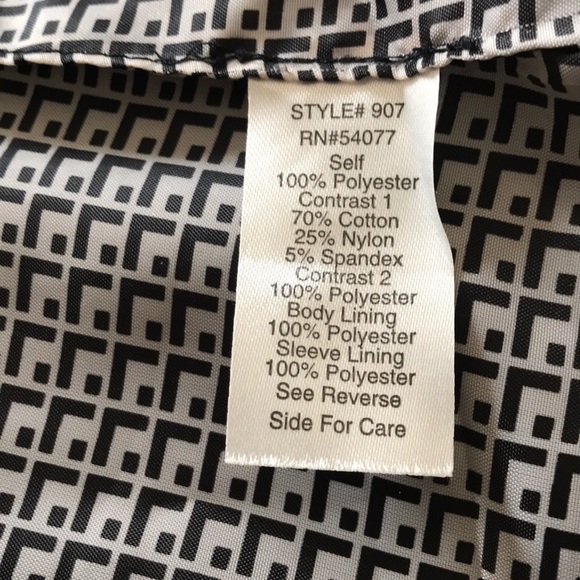 STYLE# 907
RN#54077
Self
100% Polyester
Contrast 1
70% Cotton
25% Nylon
5% Spandex
Contrast 2
100% Polyester
Body Lining
100% Polyester
Sleeve Lining
100% Polyester
See Reverse
Side For Care